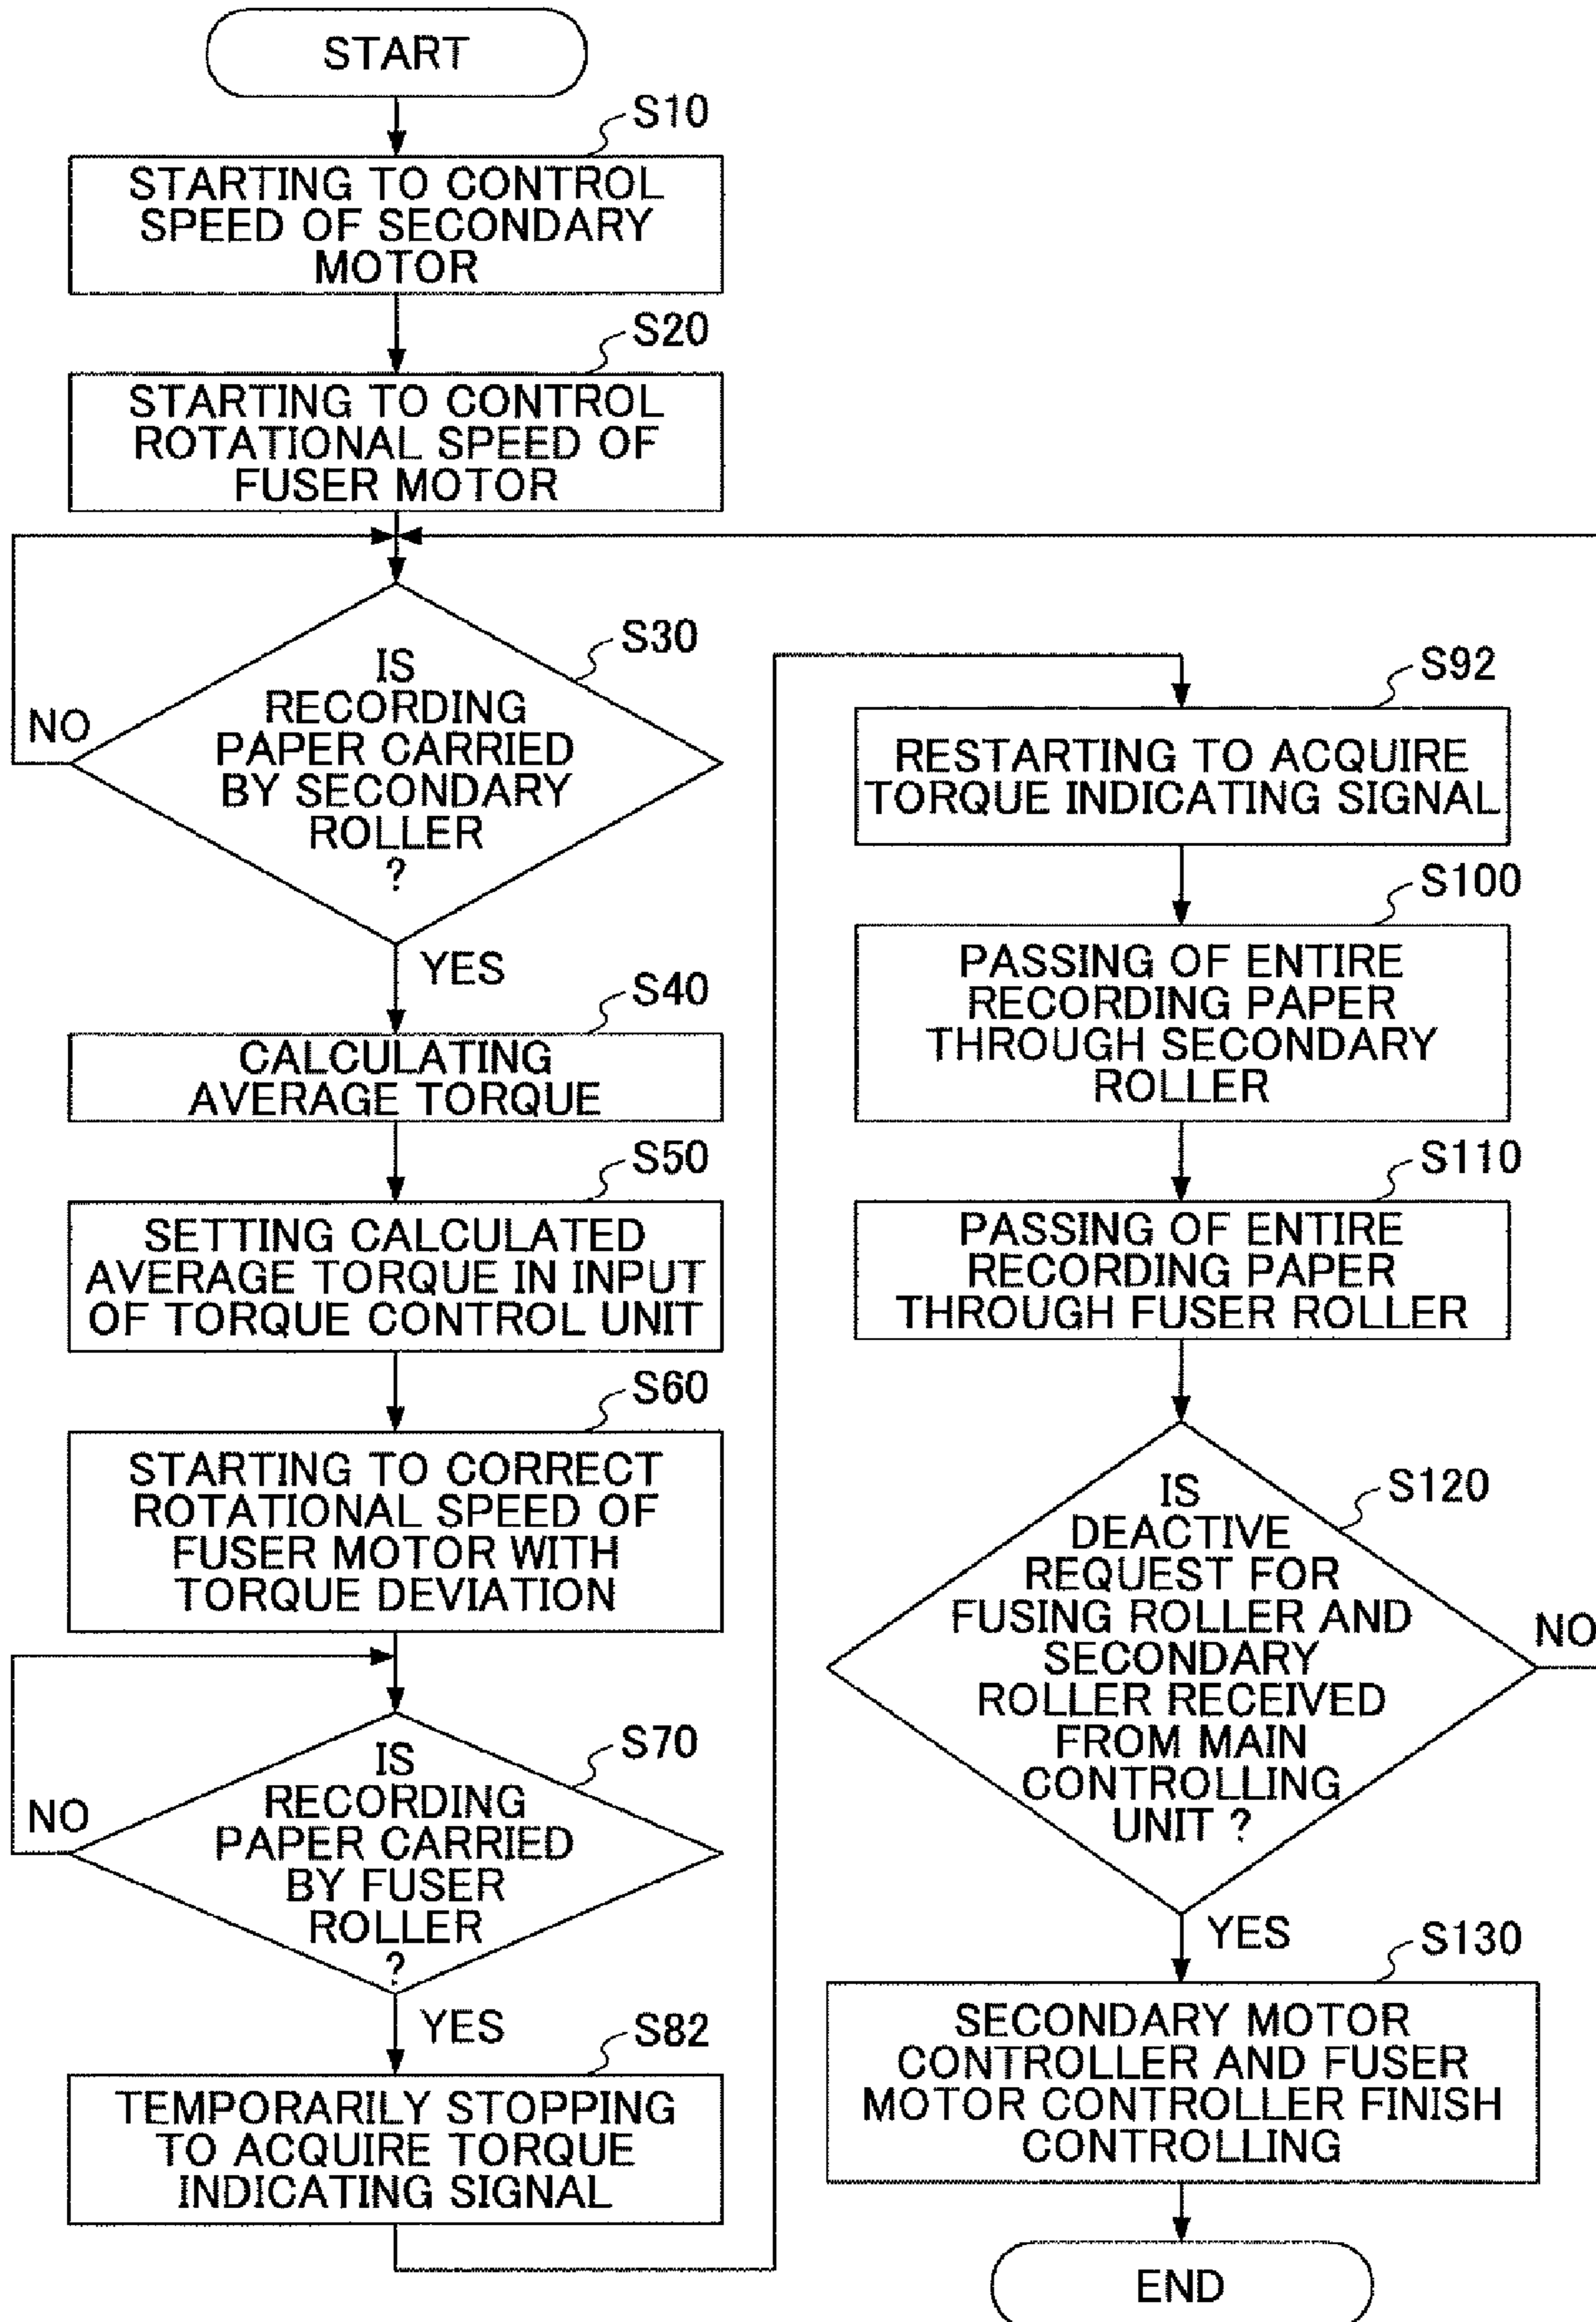 START
S10
STARTING TO CONTROL
SPEED OF SECONDARY
MOTOR
S20
STARTING TO CONTROL
ROTATIONAL SPEED OF
FUSER MOTOR
S30
IS
RECORDING
PAPER CARRIED
BY SECONDARY
ROLLER
?
NO
YES
S40
CALCULATING
AVERAGE TORQUE
S50
SETTING CALCULATED
AVERAGE TORQUE IN INPUT
OF TORQUE CONTROL UNIT
S60
STARTING TO CORRECT
ROTATIONAL SPEED OF
FUSER MOTOR WITH
TORQUE DEVIATION
S70
IS
RECORDING
PAPER CARRIED
BY FUSER
ROLLER
?
NO
YES
S82
TEMPORARILY STOPPING
TO ACQUIRE TORQUE
INDICATING SIGNAL
S92
RESTARTING TO ACQUIRE
TORQUE INDICATING SIGNAL
S100
PASSING OF ENTIRE
RECORDING PAPER
THROUGH SECONDARY
ROLLER
S110
PASSING OF ENTIRE
RECORDING PAPER
THROUGH FUSER ROLLER
S120
IS
DEACTIVE
REQUEST FOR
FUSING ROLLER AND
SECONDARY
ROLLER RECEIVED
FROM MAIN
CONTROLLING
UNIT ?
NO
YES
S130
SECONDARY MOTOR
CONTROLLER AND FUSER
MOTOR CONTROLLER FINISH
CONTROLLING
END